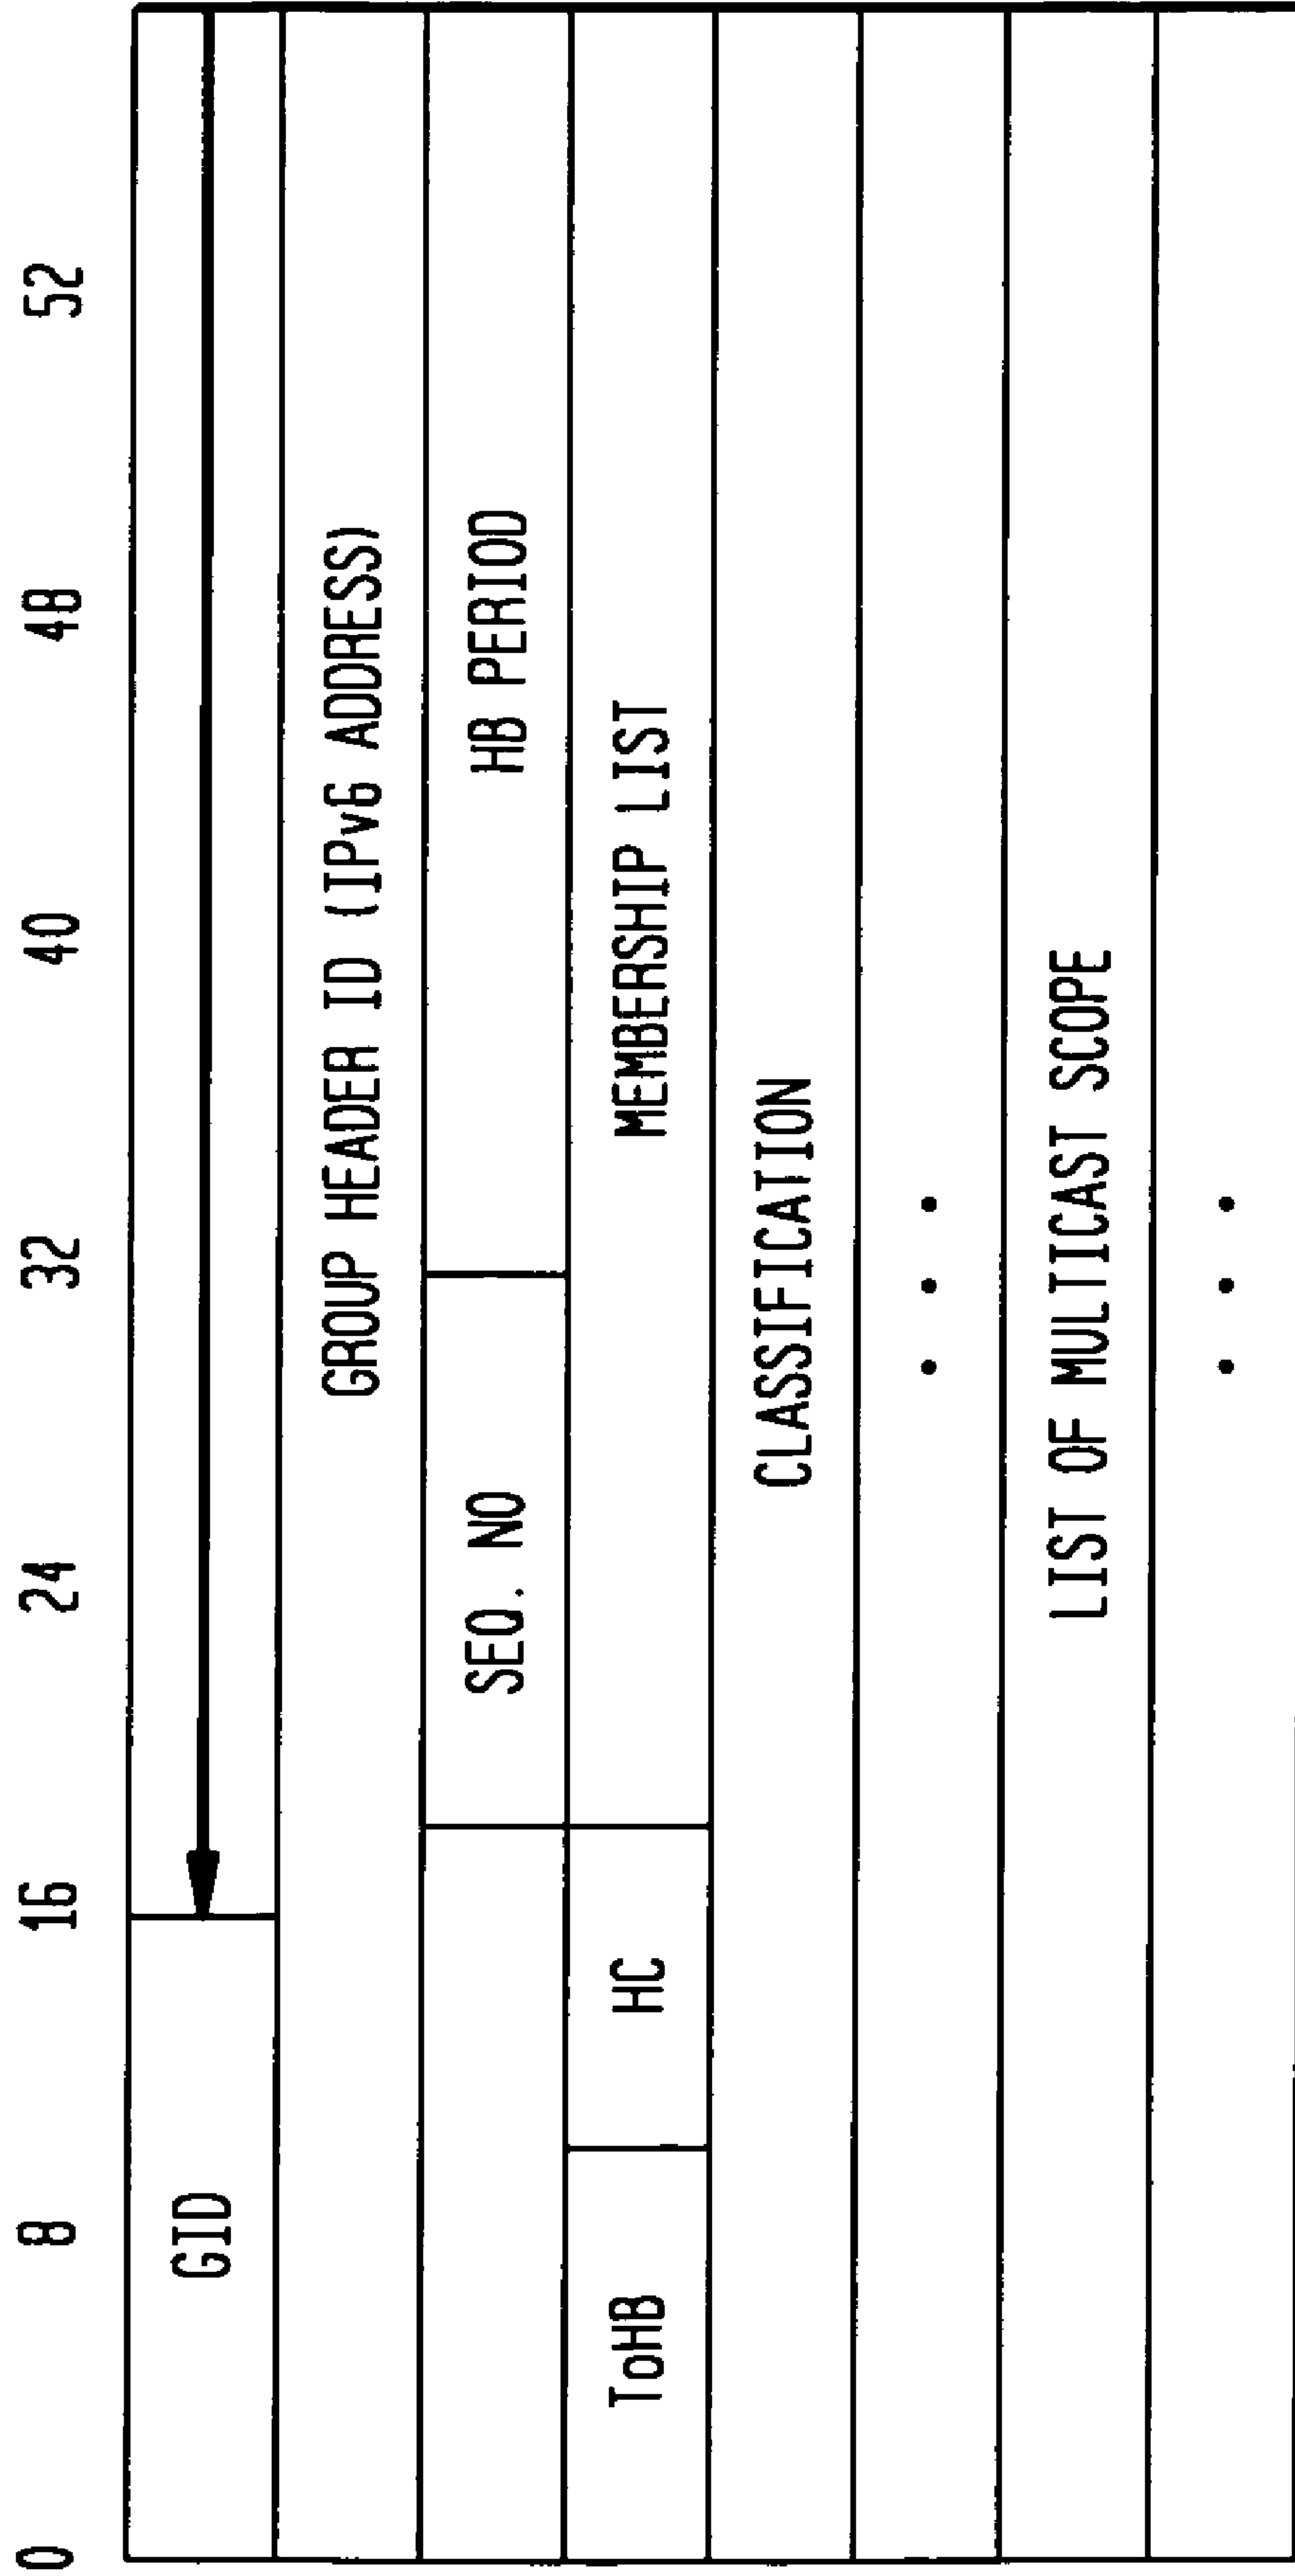 0 8 16 24 32 40 48 52
GID
GROUP HEADER ID (IPv6 ADDRESS)
SEQ. NO HB PERIOD
ToHB HC MEMBERSHIP LIST
CLASSIFICATION
. . .
LIST OF MULTICAST SCOPE
. . .